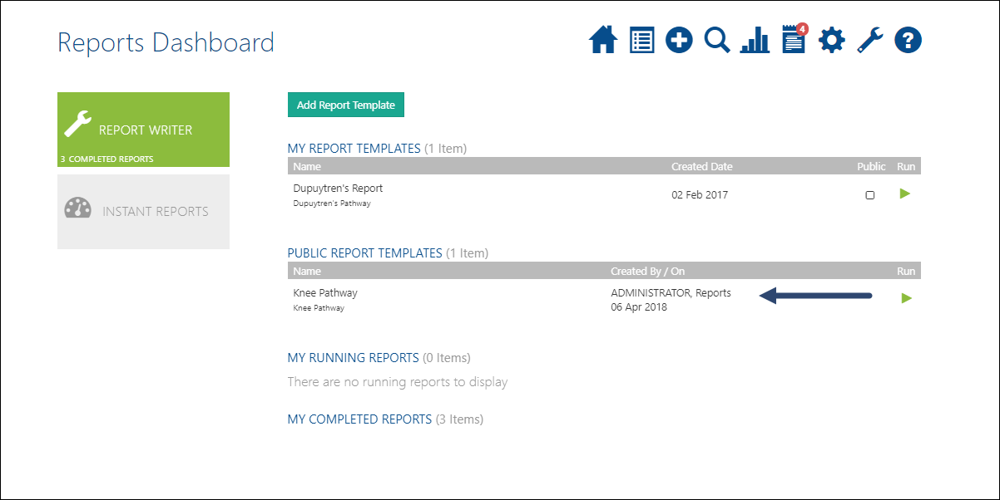 Reports Dashboard
4
?
REPORT WRITER
3 COMPLETED REPORTS
INSTANT REPORTS
Add Report Template
MY REPORT TEMPLATES (1 Item)
Name Created Date Public Run
Dupuytren's Report
Dupuytren's Pathway
02 Feb 2017
PUBLIC REPORT TEMPLATES (1 Item)
Name Created By / On Run
Knee Pathway ADMINISTRATOR, Reports
Knee Pathway 06 Apr 2018
MY RUNNING REPORTS (0 Items)
There are no running reports to display
MY COMPLETED REPORTS (3 Items)